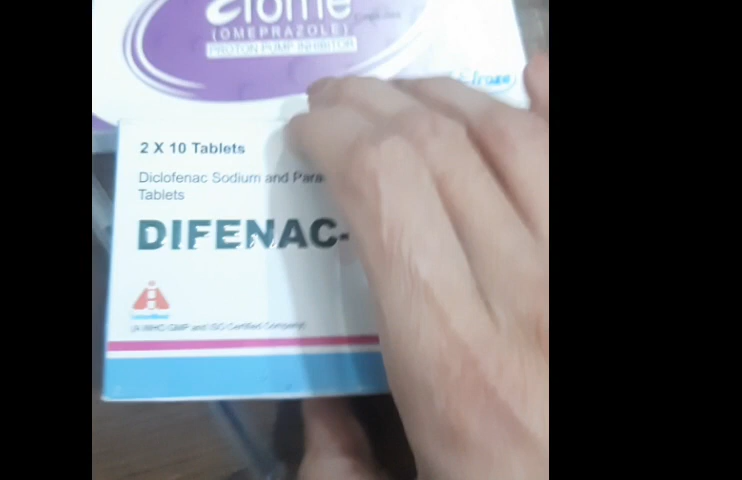 (OMEPRAZOLE)
PROTON PUMP INHIBITOR
2 X 10 Tablets
Diclofenac Sodium and Para
Tablets
DIFENAC-
(A WHO GMP and ISO Certified Company)